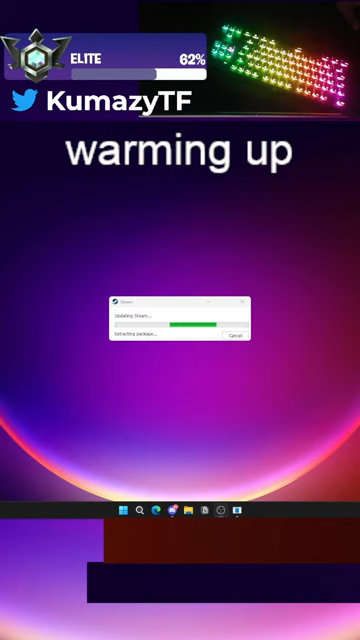 ELITE
62%
KumazyTF
warming up
Steam
Updating Steam...
Extracting package...
Cancel